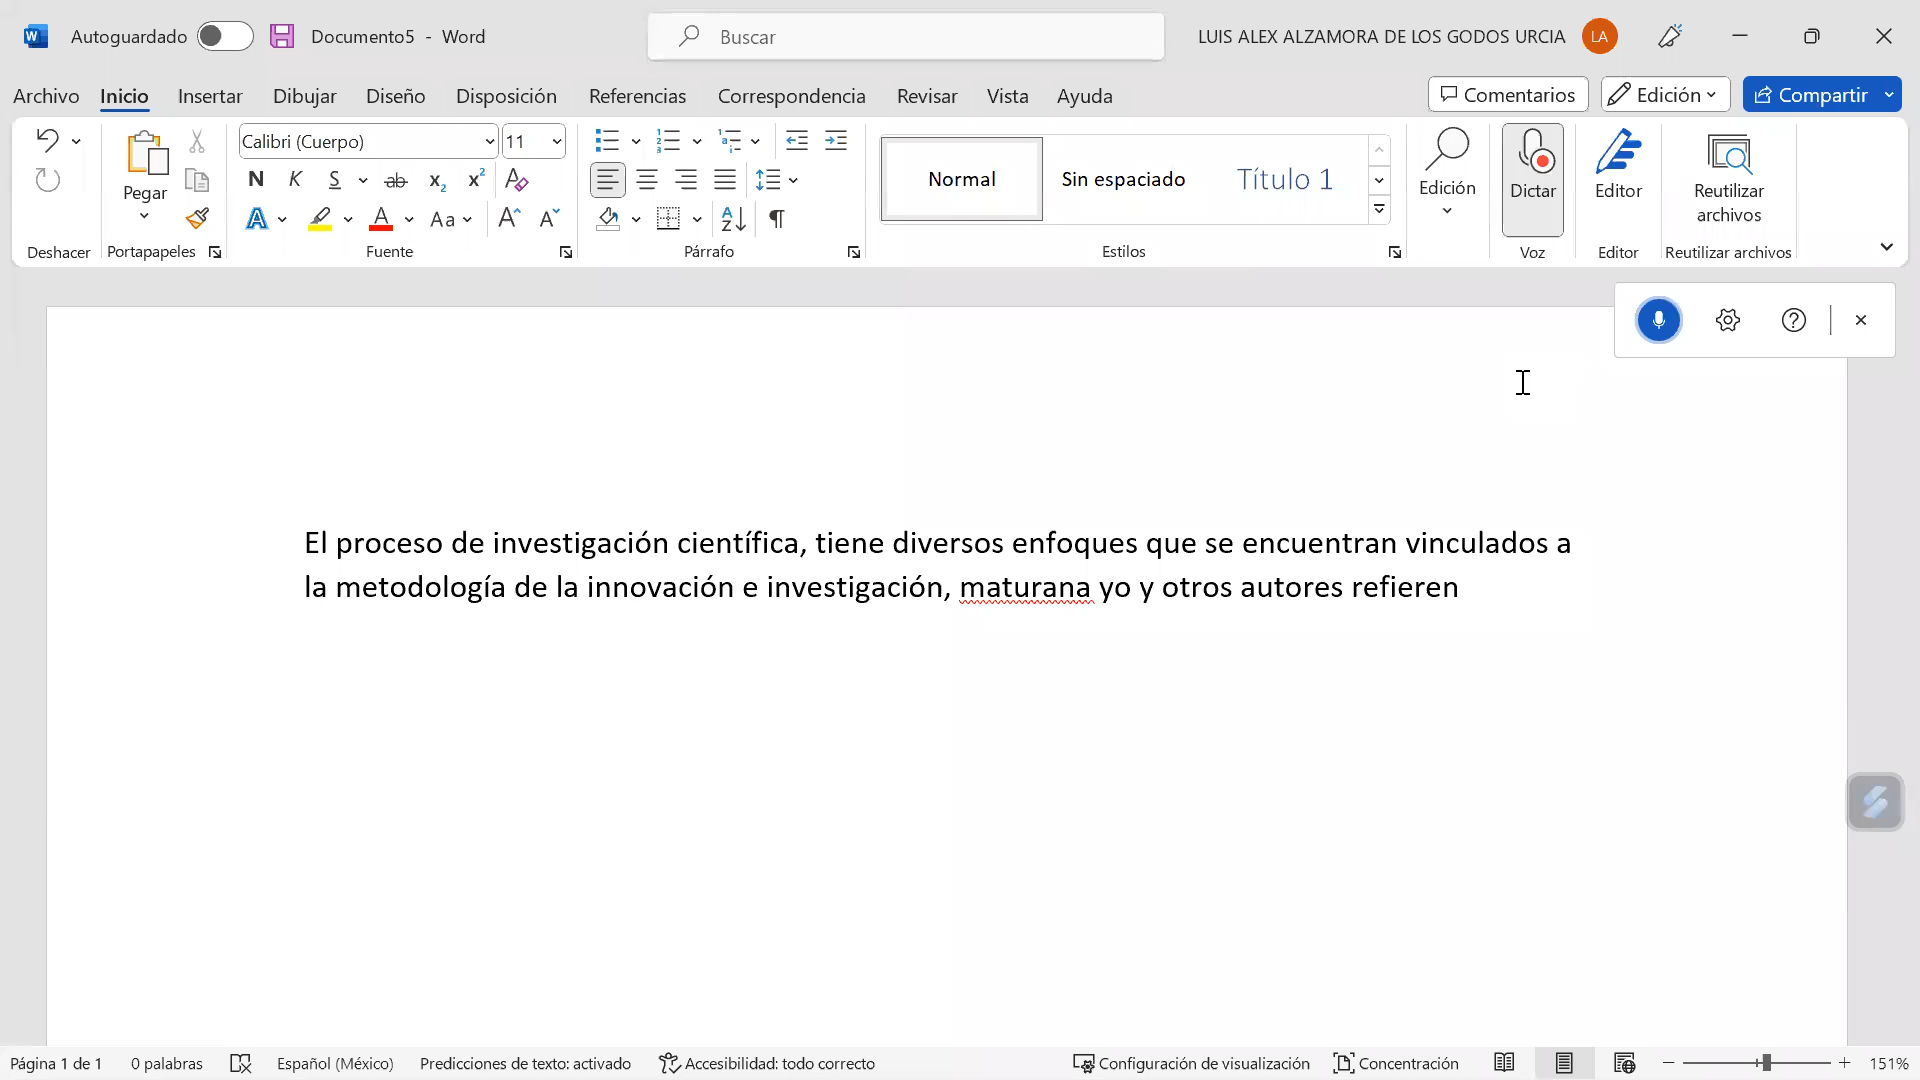 Autoguardado Documento5 - Word Buscar LUIS ALEX ALZAMORA DE LOS GODOS URCIA LA
Archivo Inicio Insertar Dibujar Diseño Disposición Referencias Correspondencia Revisar Vista Ayuda Comentarios Edición Compartir
Calibri (Cuerpo) 11
Pegar
N K S ab x₂ x² A
A A Aa A A
Normal Sin espaciado Título 1
Edición Dictar Editor Reutilizar archivos
Deshacer Portapapeles Fuente Párrafo Estilos Voz Editor Reutilizar archivos
El proceso de investigación científica, tiene diversos enfoques que se encuentran vinculados a
la metodología de la innovación e investigación, maturana yo y otros autores refieren
Página 1 de 1 0 palabras Español (México) Predicciones de texto: activado Accesibilidad: todo correcto Configuración de visualización Concentración 151%